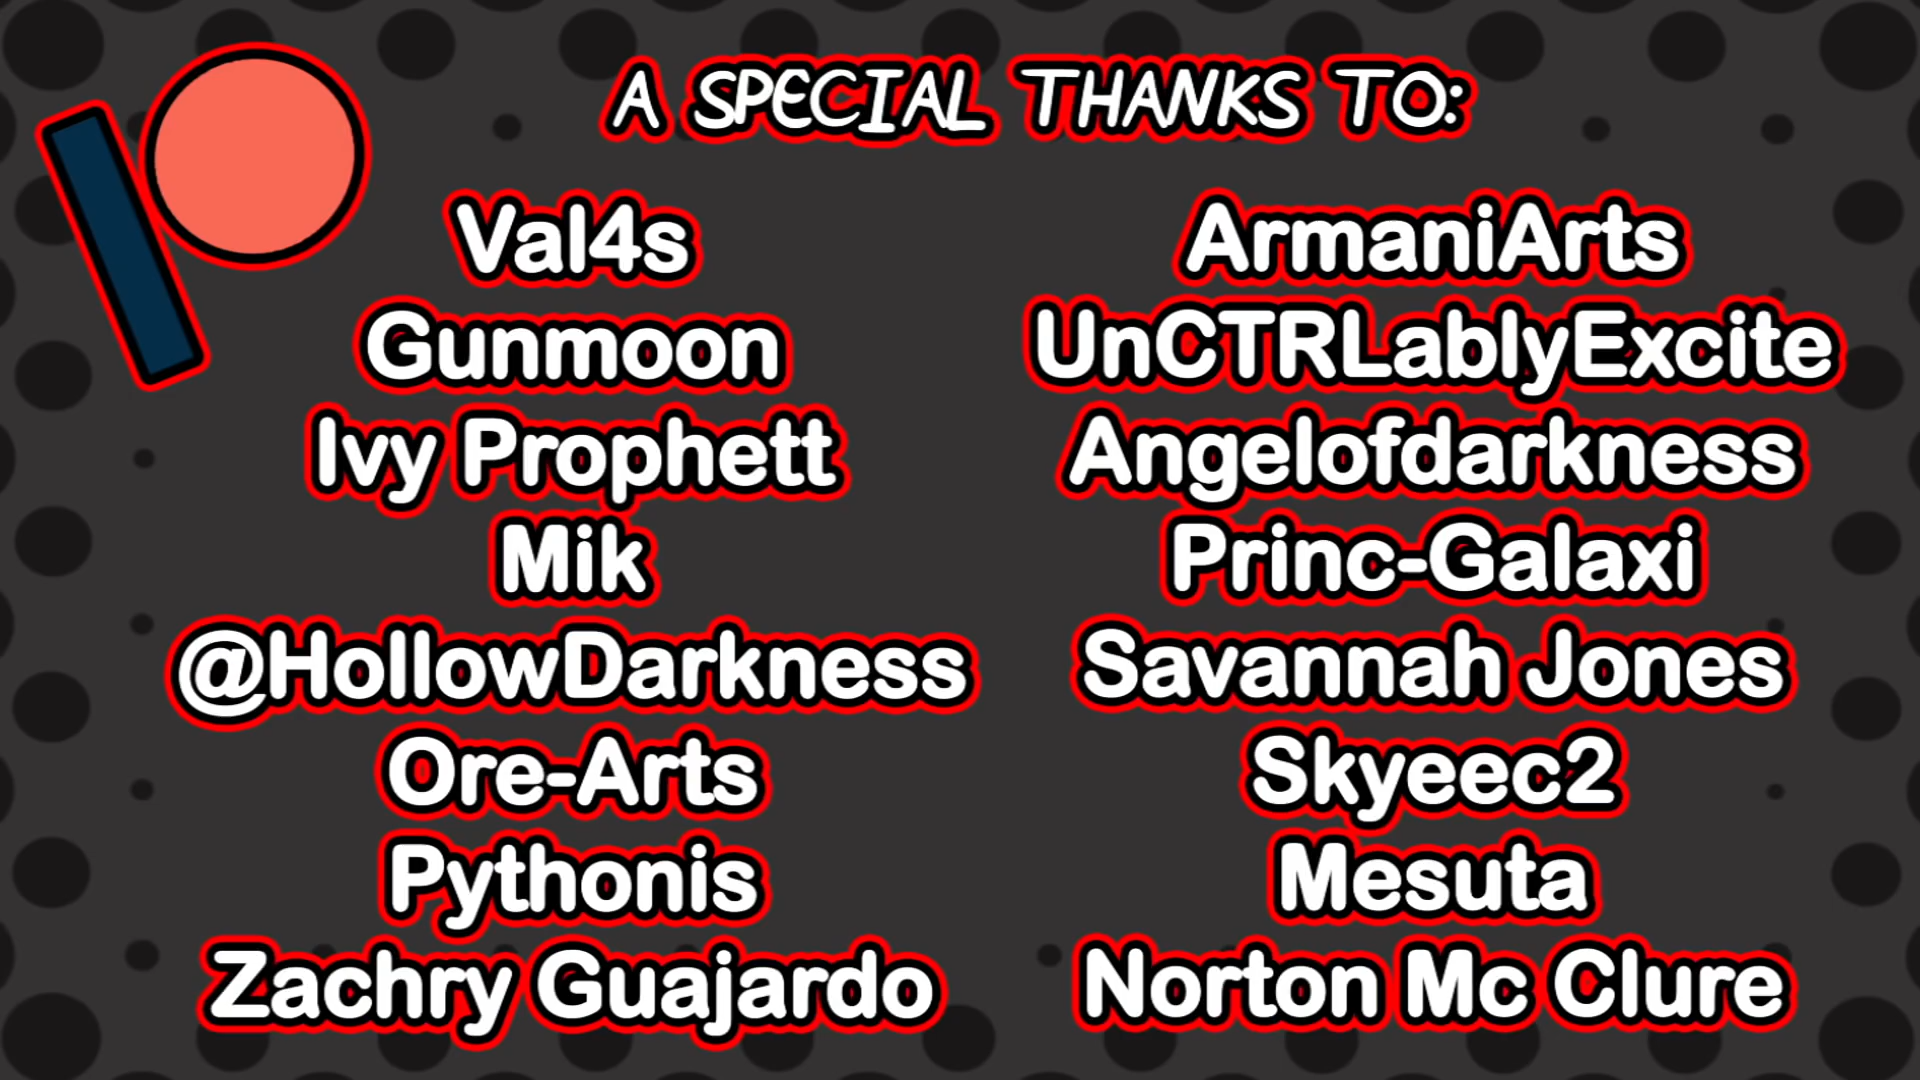 A SPECIAL THANKS TO:
Val4s
Gunmoon
Ivy Prophett
Mik
@HollowDarkness
Ore-Arts
Pythonis
Zachry Guajardo
ArmaniArts
UnCTRLablyExcite
Angelofdarkness
Princ-Galaxi
Savannah Jones
Skyeec2
Mesuta
Norton Mc Clure